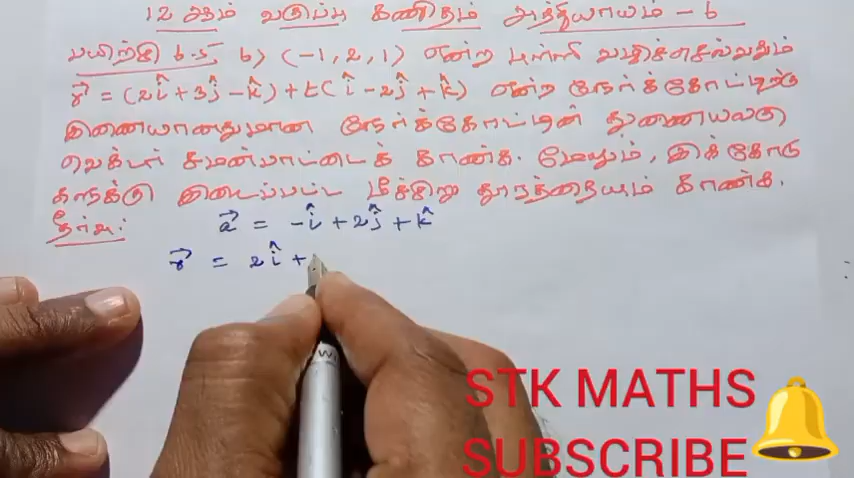 12 ஆம் வகுப்பு கணிதம் அத்தியாயம் - 6
பயிற்சி 6.5, 6) (-1, 2, 1) என்ற புள்ளி வழிச்செல்வதும்
r⃗ = (2î + 3ĵ - k̂) + t(î - 2ĵ + k̂) என்ற நேர்க்கோட்டிற்கு
இணையானதுமான நேர்க்கோட்டின் துணையலகு
வெக்டர் சமன்பாட்டைக் காண்க. மேலும், இக்கோடு
களுக்கு இடைப்பட்ட மீச்சிறு தூரத்தையும் காண்க.
தீர்வு: a⃗ = -î + 2ĵ + k̂
r⃗ = 2î +
STK MATHS
SUBSCRIBE